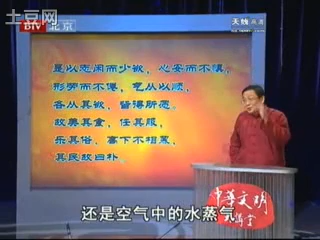 土豆网
BTV 北京
是以志闲而少欲，心安而不惧，
形劳而不倦，气从以顺，
各从其欲，皆得所愿。
故美其食，任其服，
乐其俗，高下不相慕，
其民故曰朴
中华文明
还是空气中的水蒸气